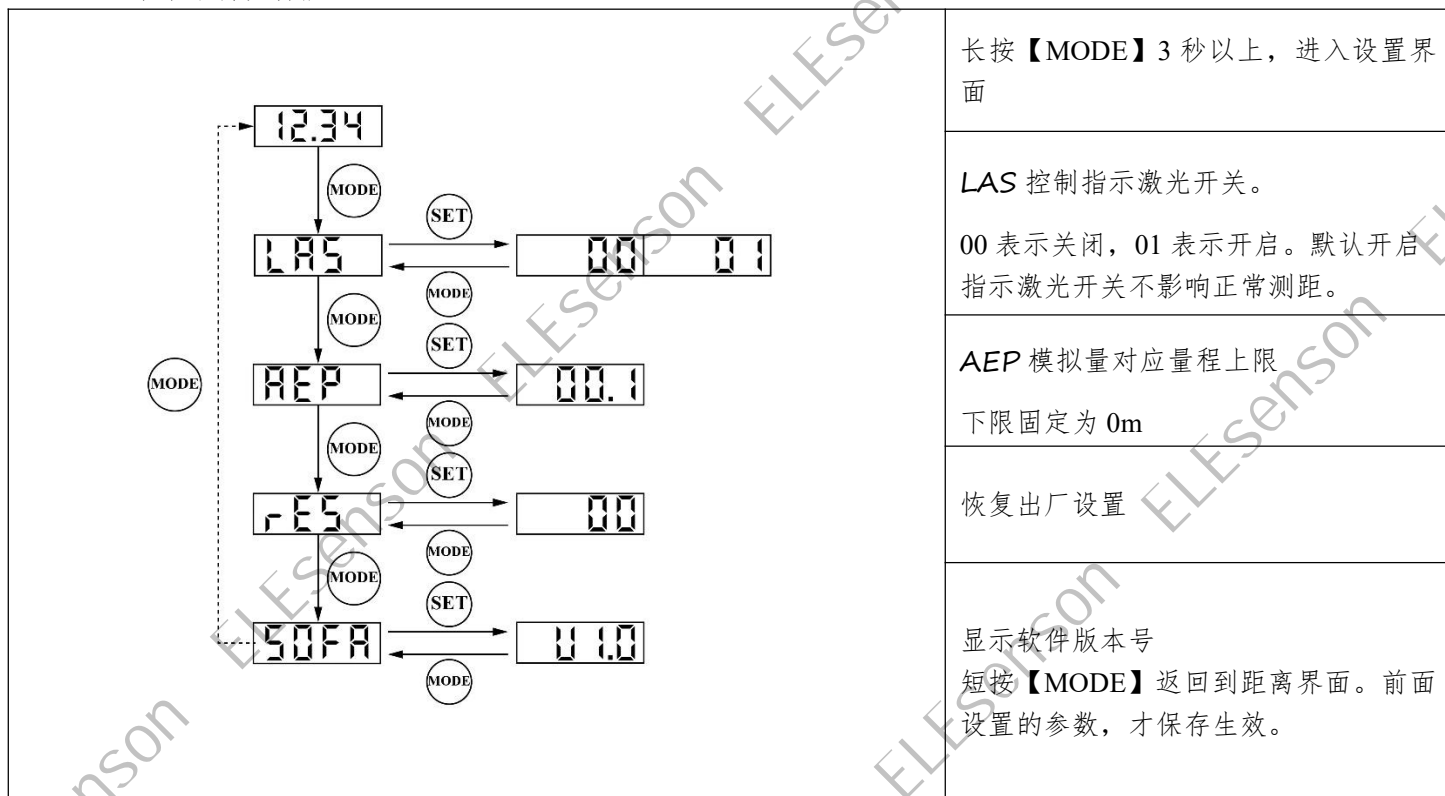 长按【MODE】3 秒以上，进入设置界
面
12.34
MODE
SET
LAS
00
01
LAS 控制指示激光开关。
00 表示关闭，01 表示开启。默认开启
指示激光开关不影响正常测距。
MODE
MODE
SET
MODE
AEP
00.1
AEP 模拟量对应量程上限
下限固定为 0m
MODE
MODE
SET
rES
00
恢复出厂设置
MODE
MODE
SET
SOFA
U1.0
MODE
显示软件版本号
短按【MODE】返回到距离界面。前面
设置的参数，才保存生效。
ELESenson
ELESenson
ELESenson
ELESenson
ELESenson